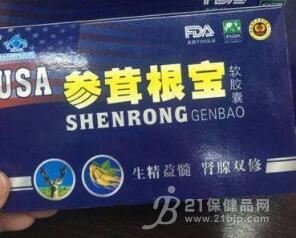 USA
FDA
参茸根宝
软胶囊
SHENRONG GENBAO
生精益髓 肾腺双修
21保健品网
www.21bjp.com